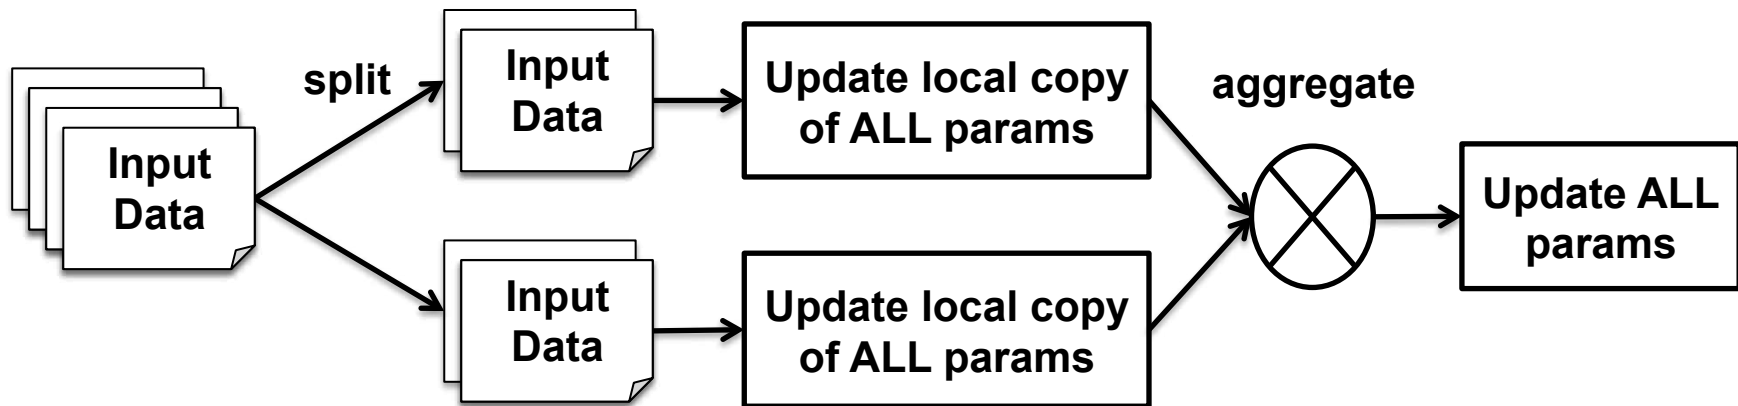 Input
Data
split
Input
Data
Update local copy
of ALL params
Input
Data
Update local copy
of ALL params
aggregate
Update ALL
params